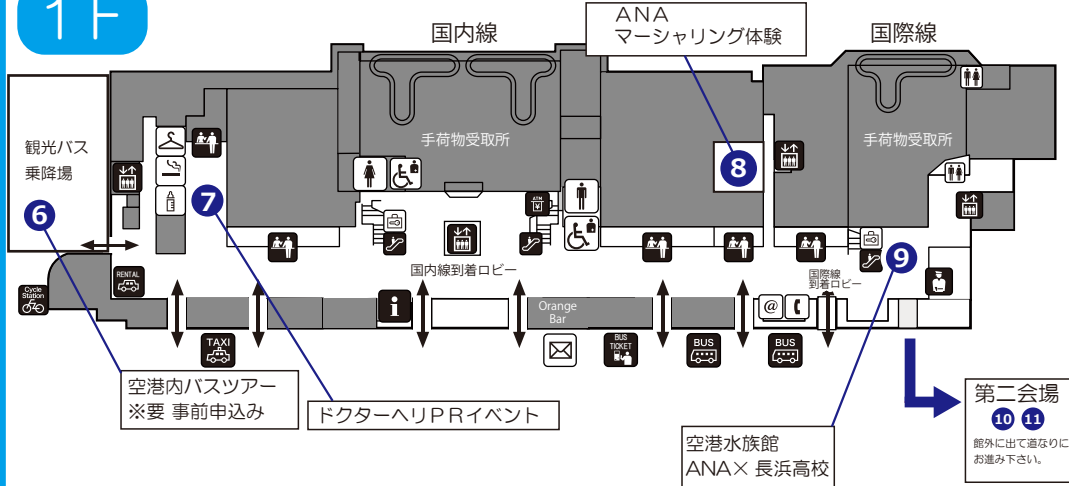 1F
国内線
ANA
マーシャリング体験
国際線
観光バス
乗降場
手荷物受取所
手荷物受取所
8
6
7
ATM
¥
国内線到着ロビー
国際線
到着ロビー
9
RENTAL
Cycle
Station
i
Orange
Bar
@
TAXI
BUS
TICKET
BUS
BUS
空港内バスツアー
※要 事前申込み
ドクターヘリPRイベント
空港水族館
ANA×長浜高校
第二会場
10 11
館外に出て道なりに
お進み下さい。